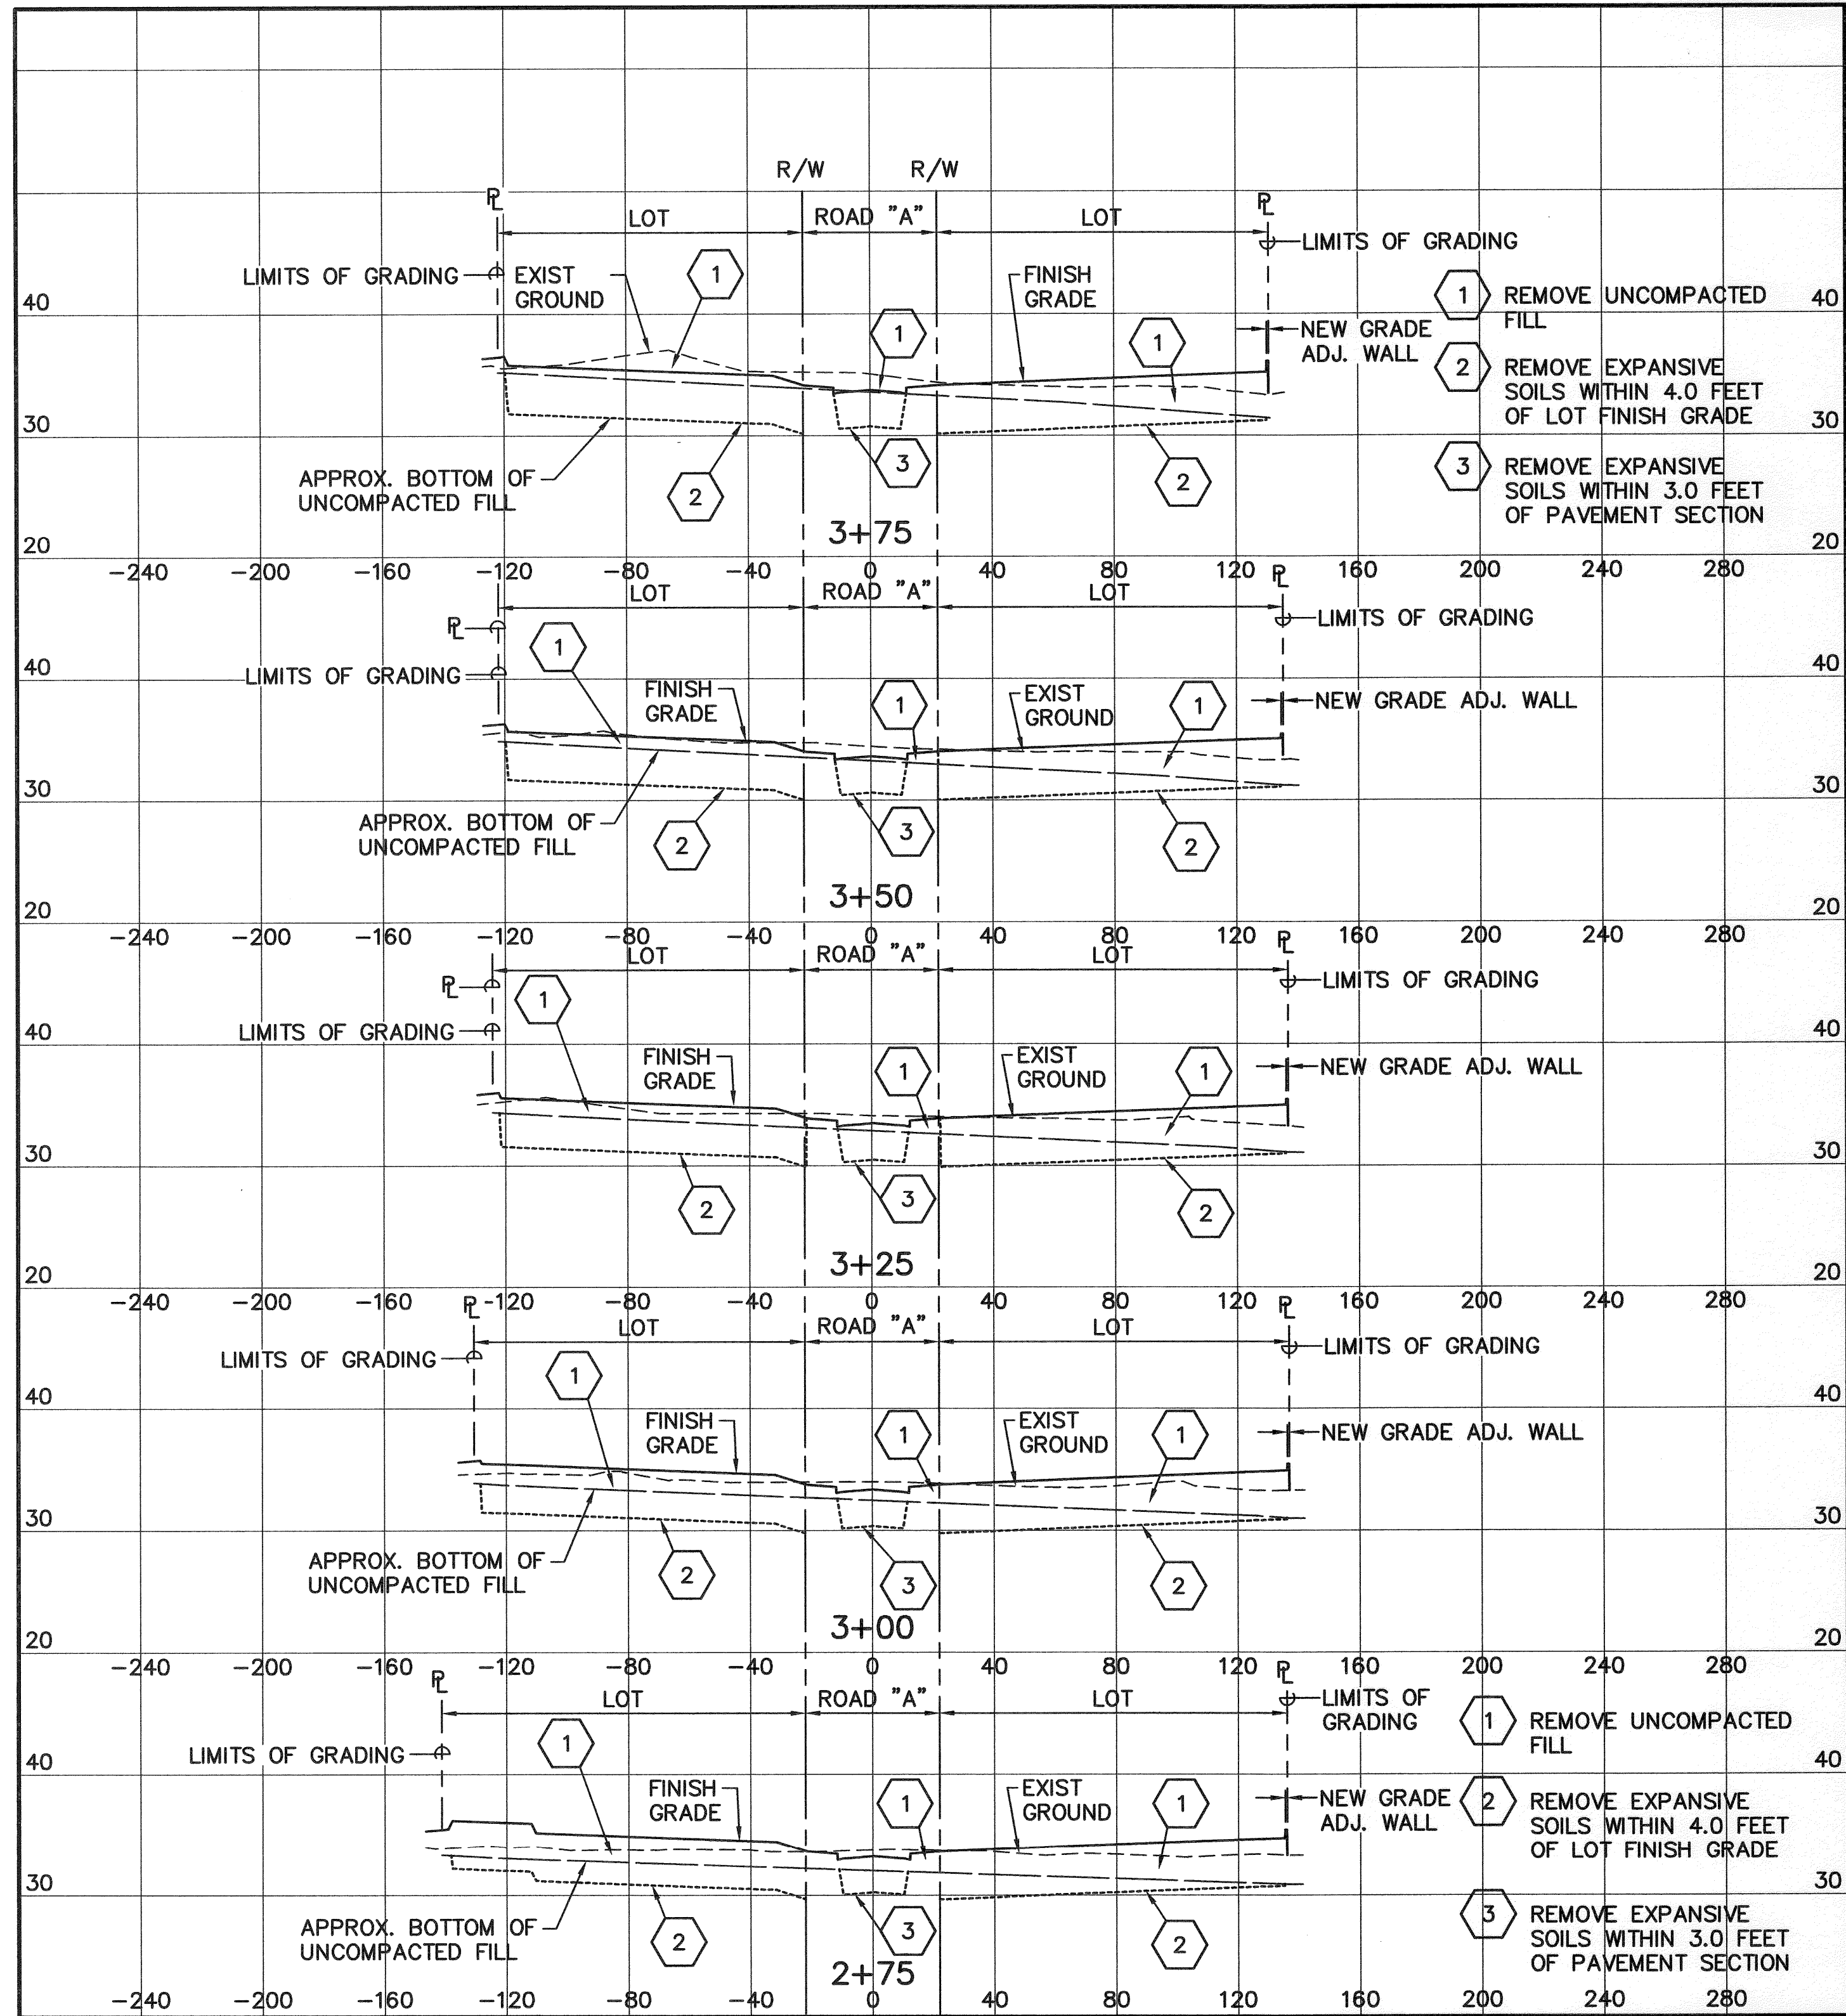 R/W R/W
PL LOT ROAD "A" LOT PL
LIMITS OF GRADING
LIMITS OF GRADING EXIST GROUND 1 FINISH GRADE
40 1 1 NEW GRADE ADJ. WALL 40
1 REMOVE UNCOMPACTED
FILL
2 REMOVE EXPANSIVE
SOILS WITHIN 4.0 FEET
OF LOT FINISH GRADE
30 30
3 REMOVE EXPANSIVE
SOILS WITHIN 3.0 FEET
OF PAVEMENT SECTION
APPROX. BOTTOM OF
UNCOMPACTED FILL
2 3 2
3+75
20 20
-240 -200 -160 -120 -80 -40 0 40 80 120 PL 160 200 240 280
LOT ROAD "A" LOT
PL 1 LIMITS OF GRADING
40 LIMITS OF GRADING 40
FINISH GRADE 1 EXIST GROUND 1 NEW GRADE ADJ. WALL
30 30
APPROX. BOTTOM OF
UNCOMPACTED FILL
2 3 2
3+50
20 20
-240 -200 -160 -120 -80 -40 0 40 80 120 PL 160 200 240 280
LOT ROAD "A" LOT
PL 1 LIMITS OF GRADING
40 LIMITS OF GRADING 40
FINISH GRADE 1 EXIST GROUND 1 NEW GRADE ADJ. WALL
30 30
2 3 2
3+25
20 20
-240 -200 -160 PL -120 -80 -40 0 40 80 120 PL 160 200 240 280
LOT ROAD "A" LOT
LIMITS OF GRADING 1 LIMITS OF GRADING
40 40
FINISH GRADE 1 EXIST GROUND 1 NEW GRADE ADJ. WALL
30 30
APPROX. BOTTOM OF
UNCOMPACTED FILL
2 3 2
3+00
20 20
-240 -200 -160 PL -120 -80 -40 0 40 80 120 PL 160 200 240 280
LOT ROAD "A" LOT LIMITS OF GRADING
LIMITS OF GRADING 1
1 REMOVE UNCOMPACTED
FILL
40 40
FINISH GRADE 1 EXIST GROUND 1 NEW GRADE ADJ. WALL
2 REMOVE EXPANSIVE
SOILS WITHIN 4.0 FEET
OF LOT FINISH GRADE
30 30
APPROX. BOTTOM OF
UNCOMPACTED FILL
2 3 2
3 REMOVE EXPANSIVE
SOILS WITHIN 3.0 FEET
OF PAVEMENT SECTION
2+75
-240 -200 -160 -120 -80 -40 0 40 80 120 160 200 240 280